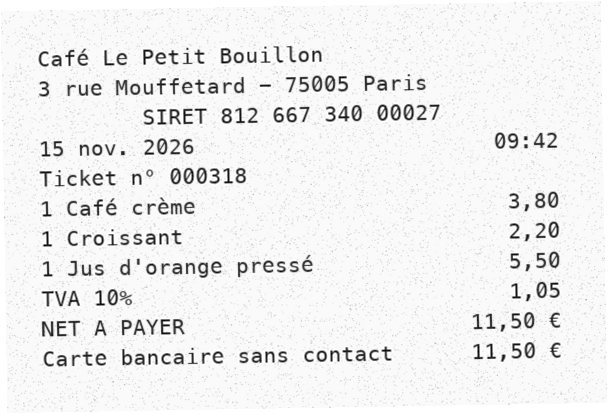 Café Le Petit Bouillon
3 rue Mouffetard – 75005 Paris
SIRET 812 667 340 00027
15 nov. 2026 09:42
Ticket n° 000318
1 Café crème 3,80
1 Croissant 2,20
1 Jus d'orange pressé 5,50
TVA 10% 1,05
NET A PAYER 11,50 €
Carte bancaire sans contact 11,50 €